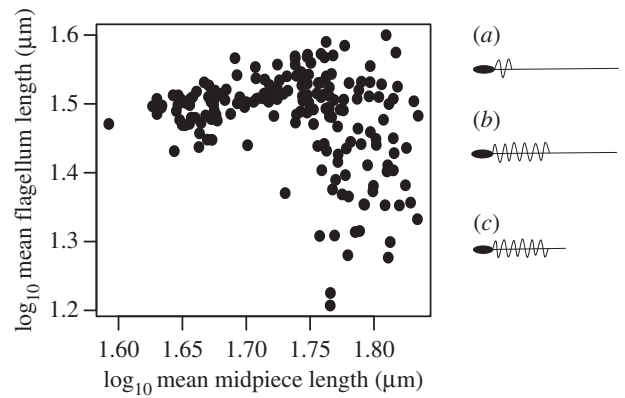 log10 mean flagellum length (μm)
1.6
1.5
1.4
1.3
1.2
1.60 1.65 1.70 1.75 1.80
log10 mean midpiece length (μm)
(a)
(b)
(c)